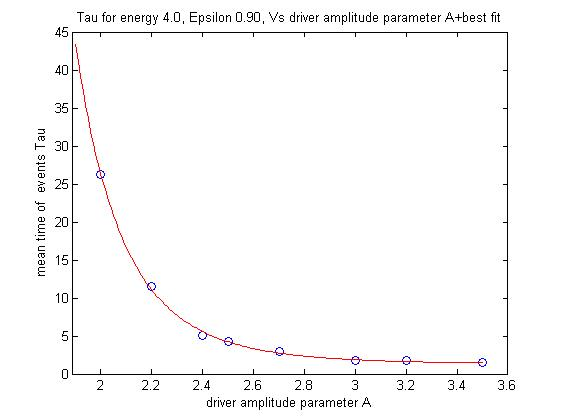 Tau for energy 4.0, Epsilon 0.90, Vs driver amplitude parameter A+best fit
45
40
35
30
25
20
15
10
5
0
mean time of events Tau
2 2.2 2.4 2.6 2.8 3 3.2 3.4 3.6
driver amplitude parameter A